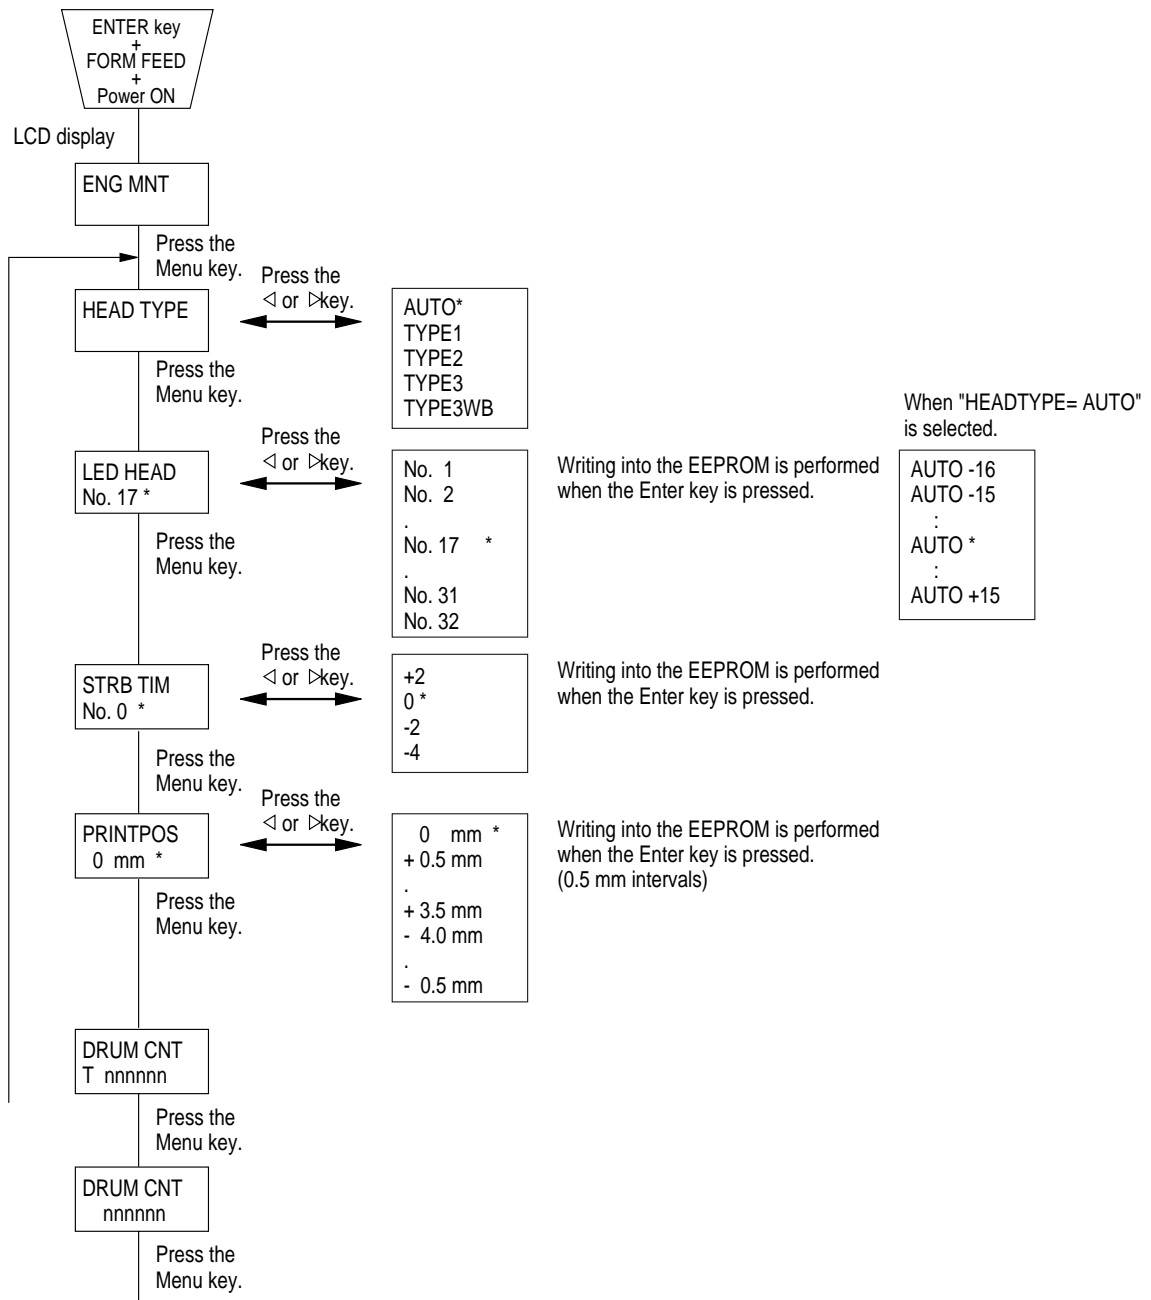 ENTER key
+
FORM FEED
+
Power ON
LCD display
ENG MNT
Press the
Menu key.
HEAD TYPE
Press the
◁ or ▷key.
AUTO*
TYPE1
TYPE2
TYPE3
TYPE3WB
Press the
Menu key.
LED HEAD
No. 17 *
Press the
◁ or ▷key.
No. 1
No. 2
.
No. 17 *
.
No. 31
No. 32
Writing into the EEPROM is performed
when the Enter key is pressed.
When "HEADTYPE= AUTO"
is selected.
AUTO -16
AUTO -15
:
AUTO *
:
AUTO +15
Press the
Menu key.
STRB TIM
No. 0 *
Press the
◁ or ▷key.
+2
0 *
-2
-4
Writing into the EEPROM is performed
when the Enter key is pressed.
Press the
Menu key.
PRINTPOS
0 mm *
Press the
◁ or ▷key.
0 mm *
+ 0.5 mm
.
+ 3.5 mm
- 4.0 mm
.
- 0.5 mm
Writing into the EEPROM is performed
when the Enter key is pressed.
(0.5 mm intervals)
Press the
Menu key.
DRUM CNT
T nnnnnn
Press the
Menu key.
DRUM CNT
nnnnnn
Press the
Menu key.